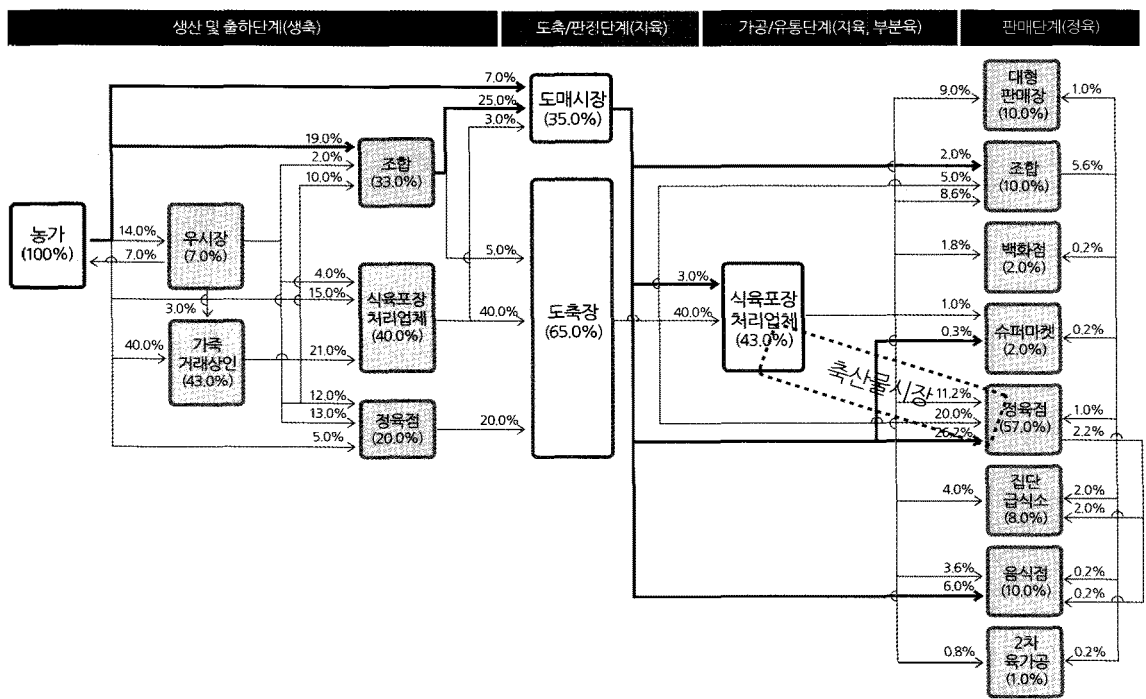 생산 및 출하단계(생축)
도축/판정단계(지육)
가공/유통단계(지육, 부분육)
판매단계(정육)
농가
(100%)
14.0%
7.0%
우시장
(7.0%)
3.0%
40.0%
가축
거래상인
(43.0%)
19.0%
2.0%
10.0%
조합
(33.0%)
4.0%
15.0%
21.0%
식육포장
처리업체
(40.0%)
12.0%
13.0%
5.0%
정육점
(20.0%)
7.0%
25.0%
3.0%
도매시장
(35.0%)
5.0%
40.0%
20.0%
도축장
(65.0%)
3.0%
40.0%
식육포장
처리업체
(43.0%)
축산물시장
9.0%
대형
판매장
(10.0%)
1.0%
2.0%
5.0%
8.6%
조합
(10.0%)
5.6%
1.8%
백화점
(2.0%)
0.2%
1.0%
0.3%
슈퍼마켓
(2.0%)
0.2%
11.2%
20.0%
26.2%
정육점
(57.0%)
1.0%
2.2%
4.0%
집단
급식소
(8.0%)
2.0%
2.0%
3.6%
6.0%
음식점
(10.0%)
0.2%
0.2%
0.8%
2차
육가공
(1.0%)
0.2%